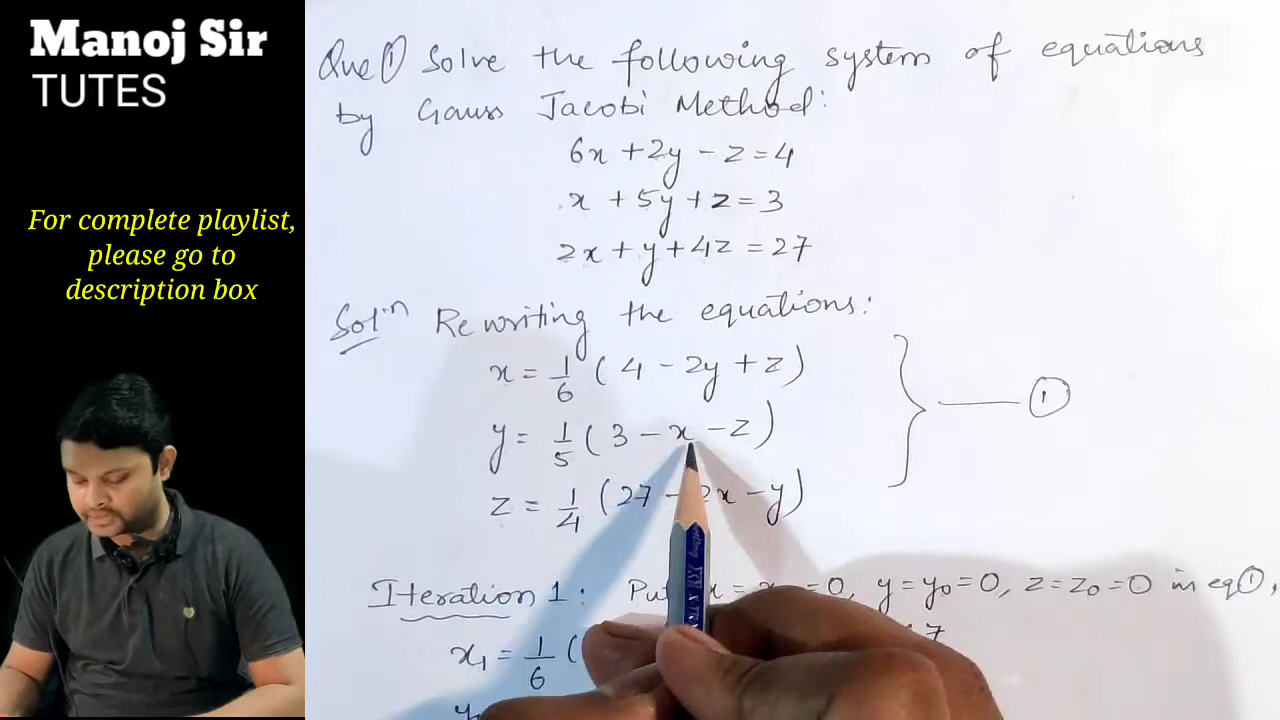 Manoj Sir
TUTES
For complete playlist,
please go to
description box
Que ① Solve the following system of equations
by Gauss Jacobi Method:
6x + 2y - z = 4
x + 5y + z = 3
2x + y + 4z = 27
Sol.n Rewriting the equations:
x = 1/6 (4 - 2y + z)
y = 1/5 (3 - x - z)
z = 1/4 (27 - 2x - y)
①
Iteration 1: Put x = =0, y = y0 = 0, z = z0 = 0 in eq ①,
x1 = 1/6 (